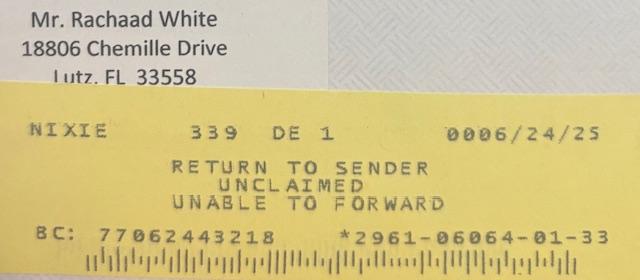 Mr. Rachaad White
18806 Chemille Drive
Lutz, FL 33558
NIXIE 339 DE 1 0006/24/25
RETURN TO SENDER
UNCLAIMED
UNABLE TO FORWARD
BC: 77062443218 *2961-06064-01-33